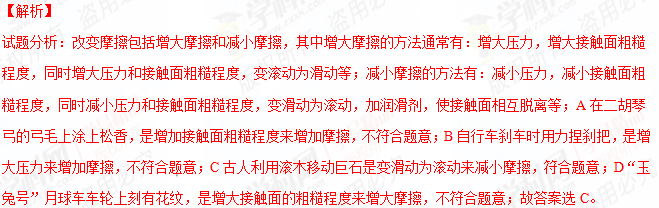 【解析】
试题分析：改变摩擦包括增大摩擦和减小摩擦，其中增大摩擦的方法通常有：增大压力，增大接触面粗糙
程度，同时增大压力和接触面粗糙程度，变滚动为滑动等；减小摩擦的方法有：减小压力，减小接触面粗
糙程度，同时减小压力和接触面粗糙程度，变滑动为滚动，加润滑剂，使接触面相互脱离等；A 在二胡琴
弓的弓毛上涂上松香，是增加接触面粗糙程度来增加摩擦，不符合题意；B 自行车刹车时用力捏刹把，是增
大压力来增加摩擦，不符合题意；C 古人利用滚木移动巨石是变滑动为滚动来减小摩擦，符合题意；D“玉
兔号”月球车车轮上刻有花纹，是增大接触面的粗糙程度来增大摩擦，不符合题意；故答案选 C。